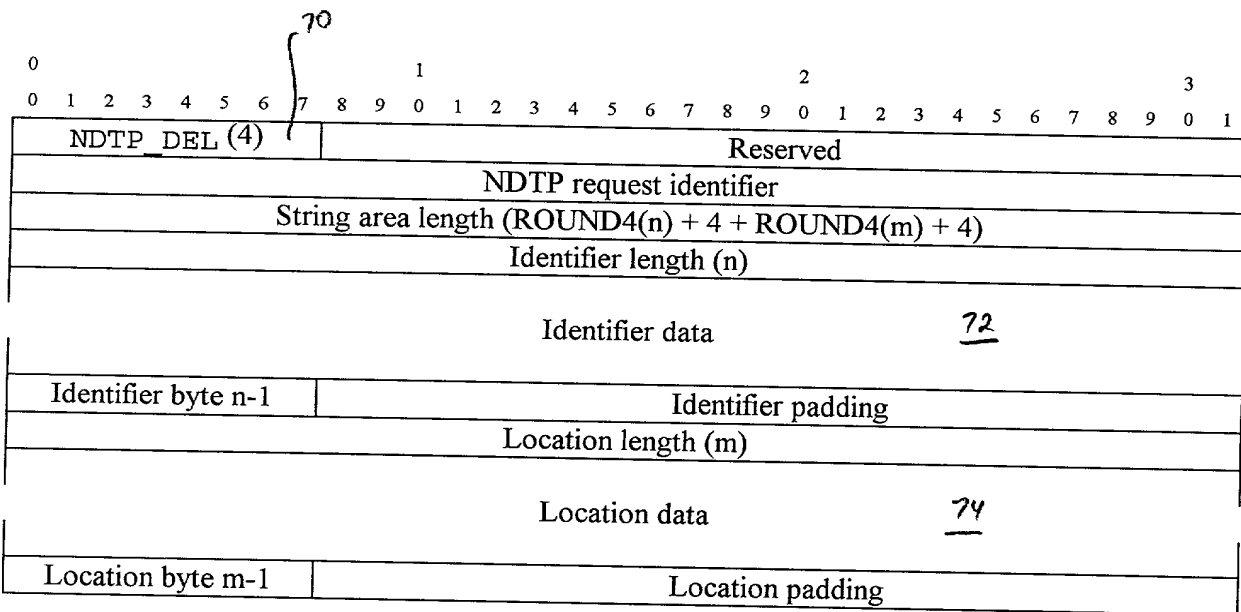 70
0 1 2 3
0 1 2 3 4 5 6 7 8 9 0 1 2 3 4 5 6 7 8 9 0 1 2 3 4 5 6 7 8 9 0 1
NDTP_DEL (4) Reserved
NDTP request identifier
String area length (ROUND4(n) + 4 + ROUND4(m) + 4)
Identifier length (n)
Identifier data 72
Identifier byte n-1 Identifier padding
Location length (m)
Location data 74
Location byte m-1 Location padding